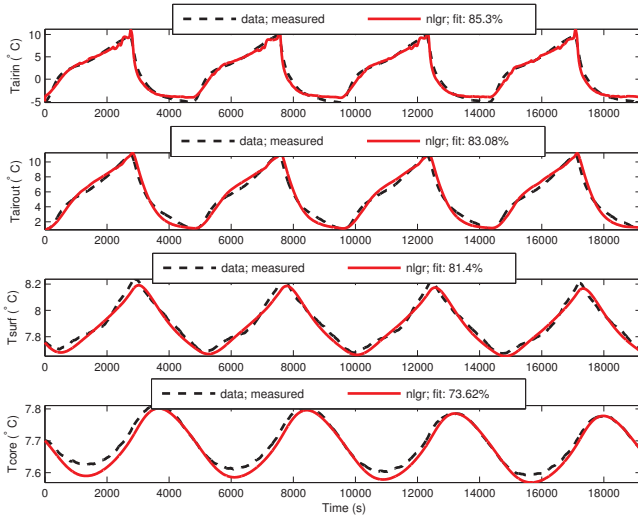 data; measured nlgr; fit: 85.3%
Tairin (° C)
10
5
0
-5
0 2000 4000 6000 8000 10000 12000 14000 16000 18000
data; measured nlgr; fit: 83.08%
Tairout (° C)
10
8
6
4
2
0 2000 4000 6000 8000 10000 12000 14000 16000 18000
data; measured nlgr; fit: 81.4%
Tsurf (° C)
8.2
8
7.8
0 2000 4000 6000 8000 10000 12000 14000 16000 18000
data; measured nlgr; fit: 73.62%
Tcore (° C)
7.8
7.7
7.6
0 2000 4000 6000 8000 10000 12000 14000 16000 18000
Time (s)